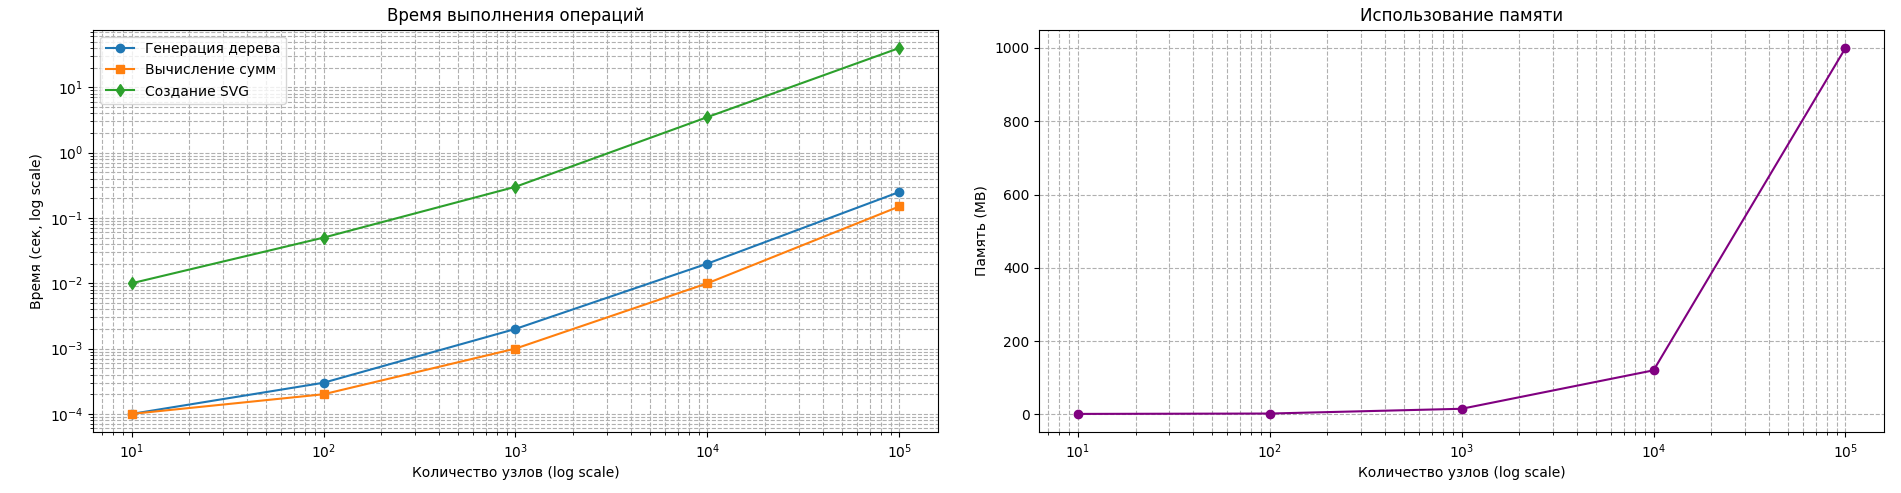 Время выполнения операций
Генерация дерева
Вычисление сумм
Создание SVG
10¹
10⁰
10⁻¹
10⁻²
10⁻³
10⁻⁴
Время (сек, log scale)
10¹ 10² 10³ 10⁴ 10⁵
Количество узлов (log scale)
Использование памяти
1000
800
600
400
200
0
Память (MB)
10¹ 10² 10³ 10⁴ 10⁵
Количество узлов (log scale)